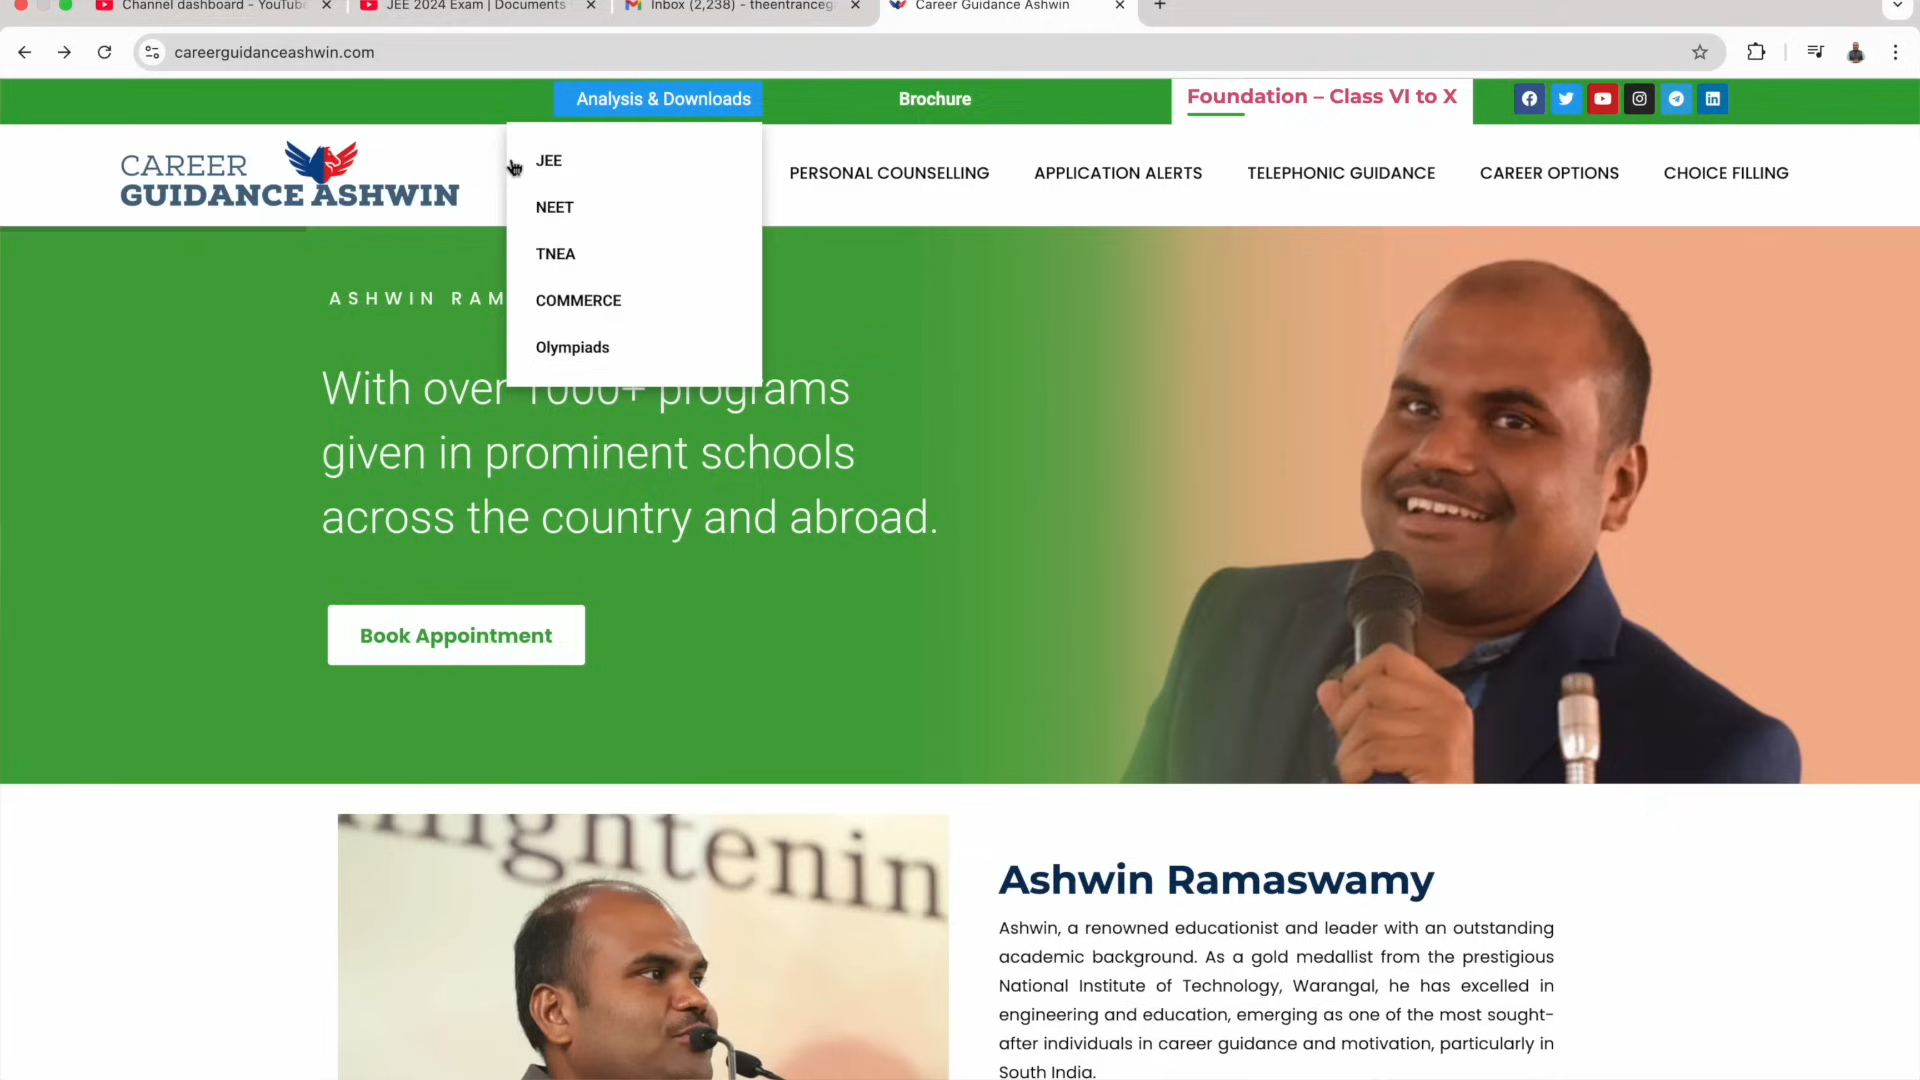 Channel dashboard - YouTube
JEE 2024 Exam | Documents
Inbox (2,238) - theentranceg
Career Guidance Ashwin
careerguidanceashwin.com
Analysis & Downloads
Brochure
Foundation – Class VI to X
CAREER
GUIDANCE ASHWIN
JEE
NEET
TNEA
COMMERCE
Olympiads
PERSONAL COUNSELLING
APPLICATION ALERTS
TELEPHONIC GUIDANCE
CAREER OPTIONS
CHOICE FILLING
ASHWIN RAM
With over 1000+ programs
given in prominent schools
across the country and abroad.
Book Appointment
Ashwin Ramaswamy
Ashwin, a renowned educationist and leader with an outstanding
academic background. As a gold medallist from the prestigious
National Institute of Technology, Warangal, he has excelled in
engineering and education, emerging as one of the most sought-
after individuals in career guidance and motivation, particularly in
South India.